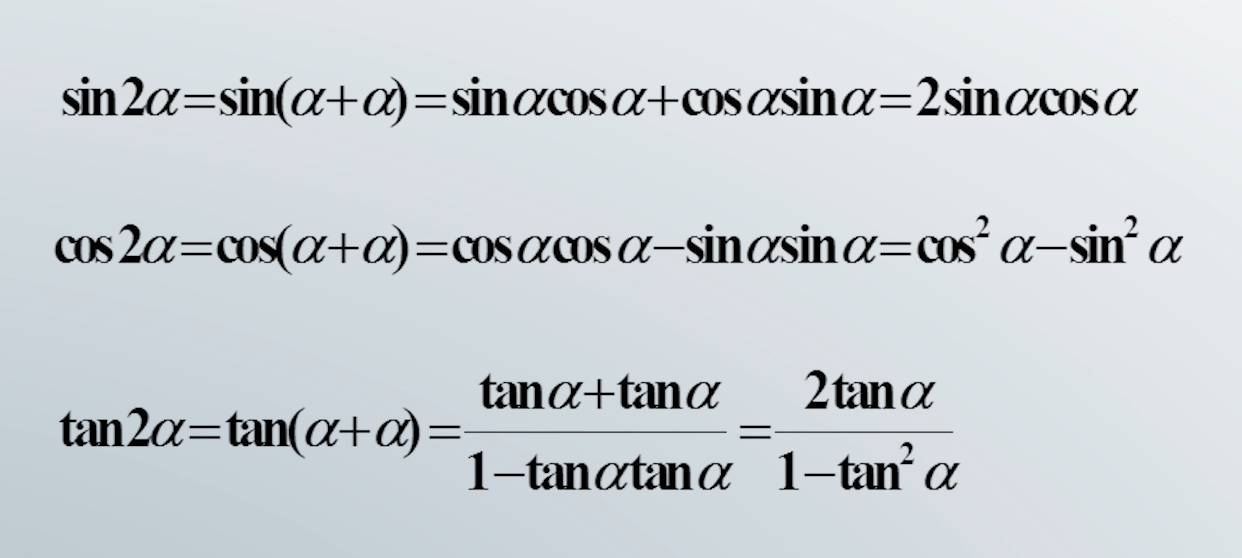 sin2α=sin(α+α)=sinαcosα+cosαsinα=2sinαcosα
cos2α=cos(α+α)=cosαcosα−sinαsinα=cos² α−sin² α
tan2α=tan(α+α)=(tanα+tanα)/(1−tanαtanα)=(2tanα)/(1−tan² α)